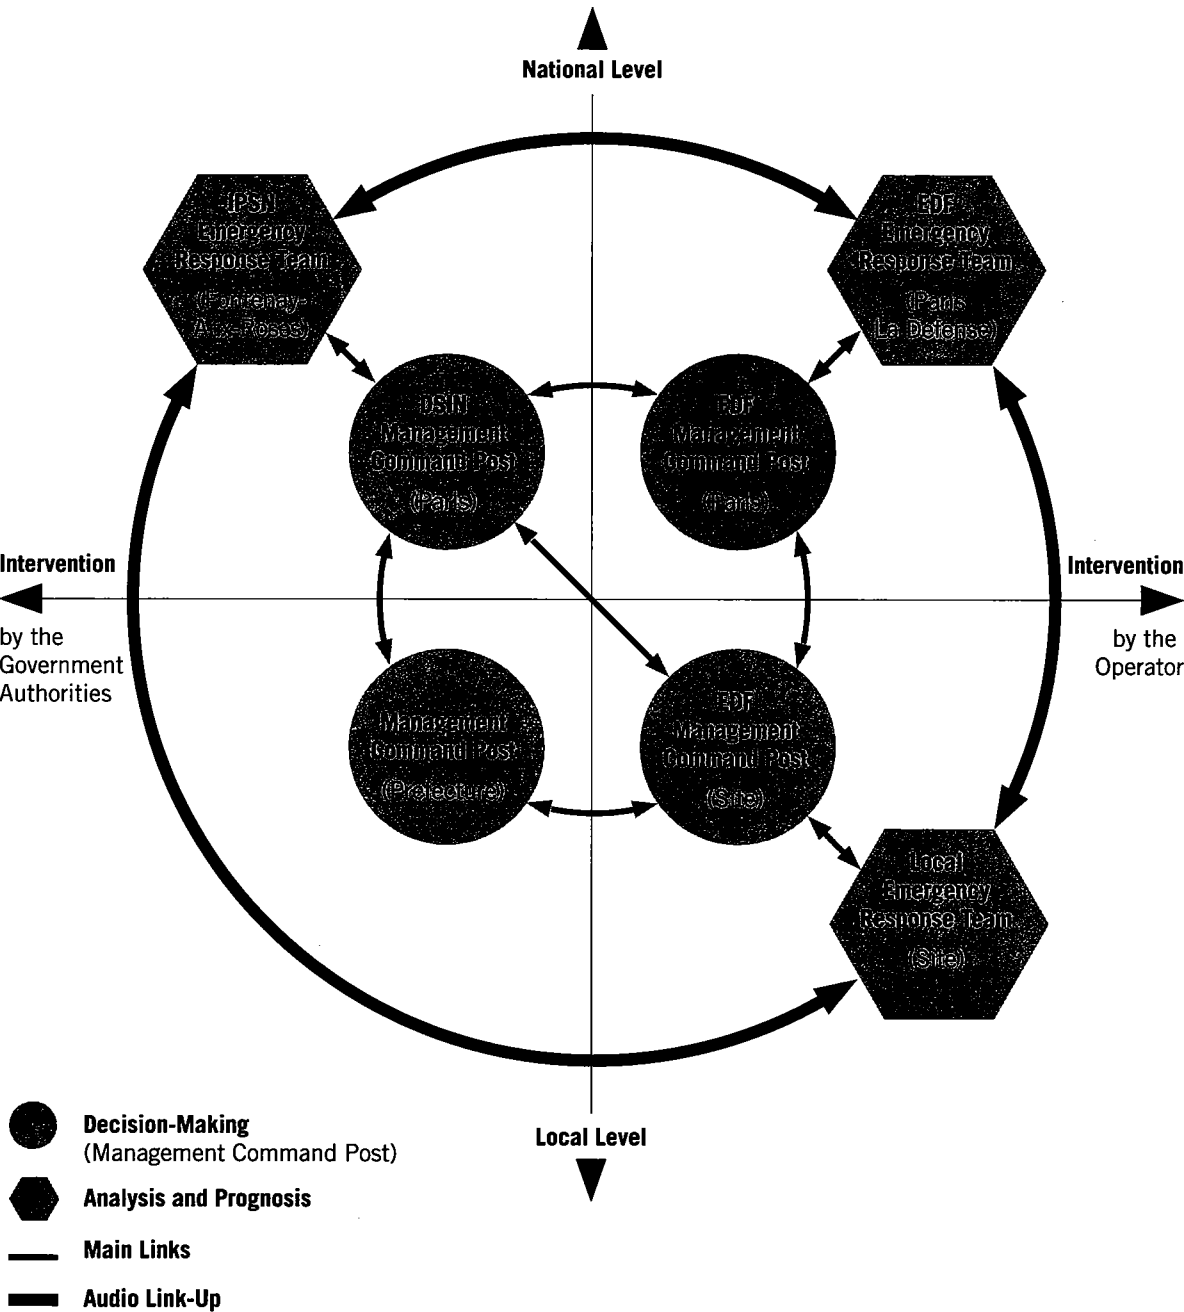 National Level
IPSN
Emergency
Response Team
(Fontenay-
Aux-Roses)
EDF
Emergency
Response Team
(Paris
La Defense)
DSIN
Management
Command Post
(Paris)
EDF
Management
Command Post
(Paris)
Intervention
by the
Government
Authorities
Intervention
by the
Operator
Management
Command Post
(Prefecture)
EDF
Management
Command Post
(Site)
Local
Emergency
Response Team
(Site)
Local Level
Decision-Making
(Management Command Post)
Analysis and Prognosis
Main Links
Audio Link-Up